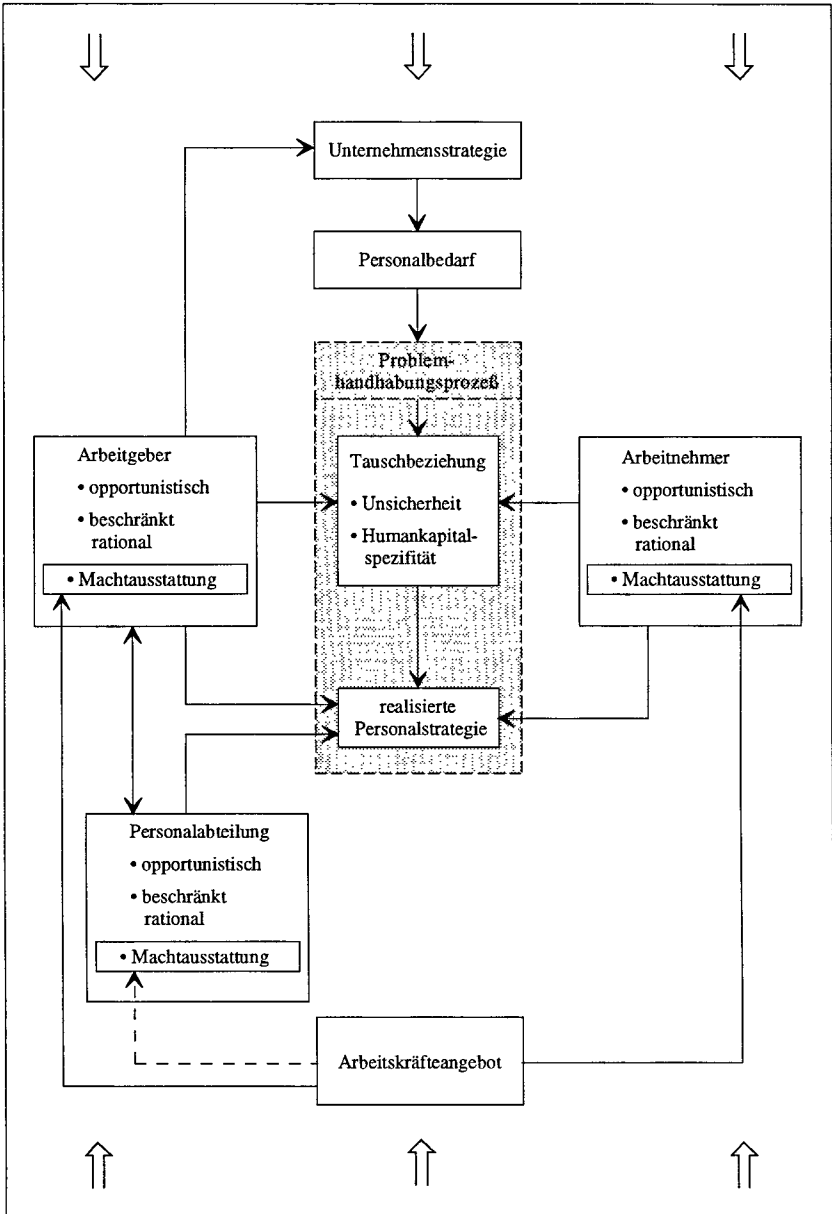 Unternehmensstrategie
Personalbedarf
Problem-
handhabungsprozeß
Arbeitgeber
• opportunistisch
• beschränkt
rational
• Machtausstattung
Tauschbeziehung
• Unsicherheit
• Humankapital-
spezifität
Arbeitnehmer
• opportunistisch
• beschränkt
rational
• Machtausstattung
realisierte
Personalstrategie
Personalabteilung
• opportunistisch
• beschränkt
rational
• Machtausstattung
Arbeitskräfteangebot